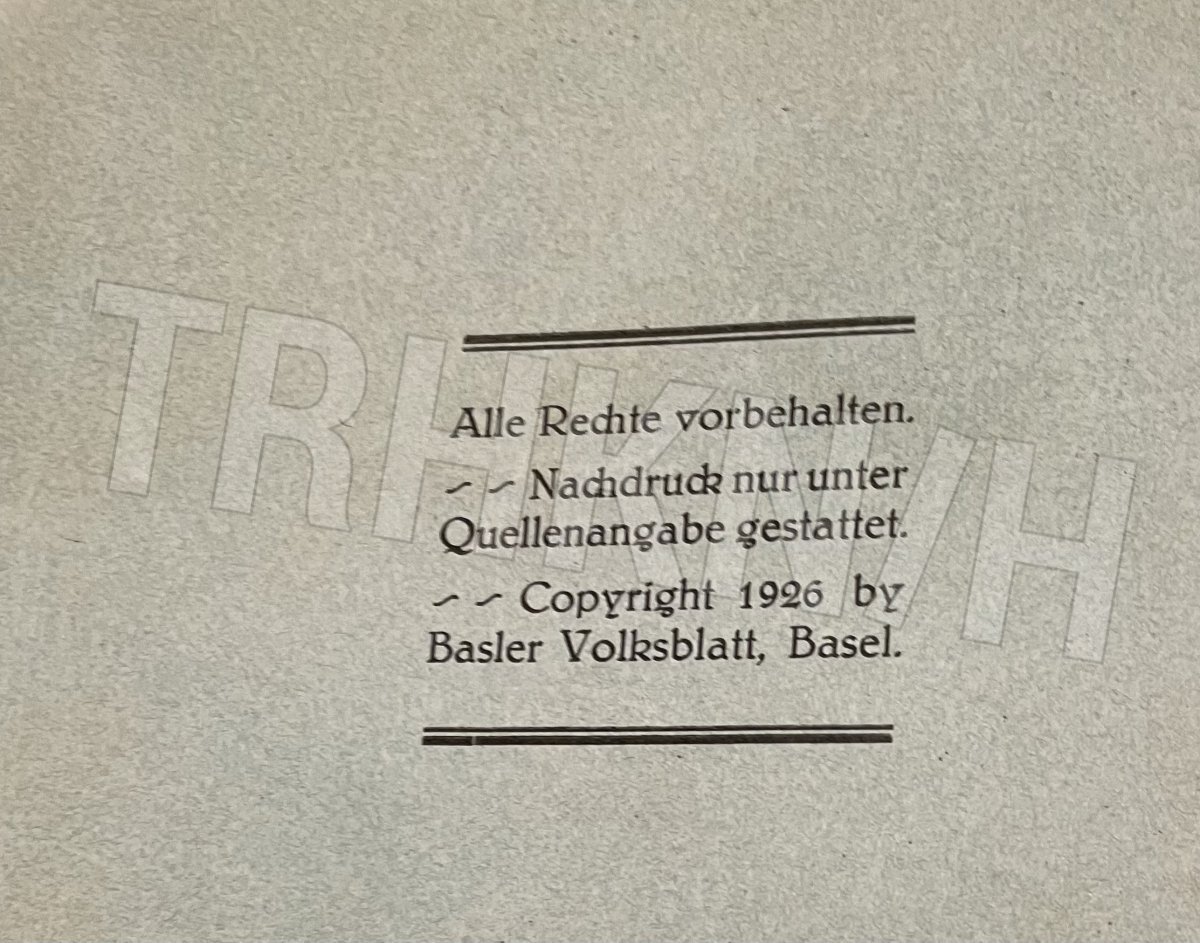 Alle Rechte vorbehalten.
~ ~ Nachdruck nur unter
Quellenangabe gestattet.
~ ~ Copyright 1926 by
Basler Volksblatt, Basel.